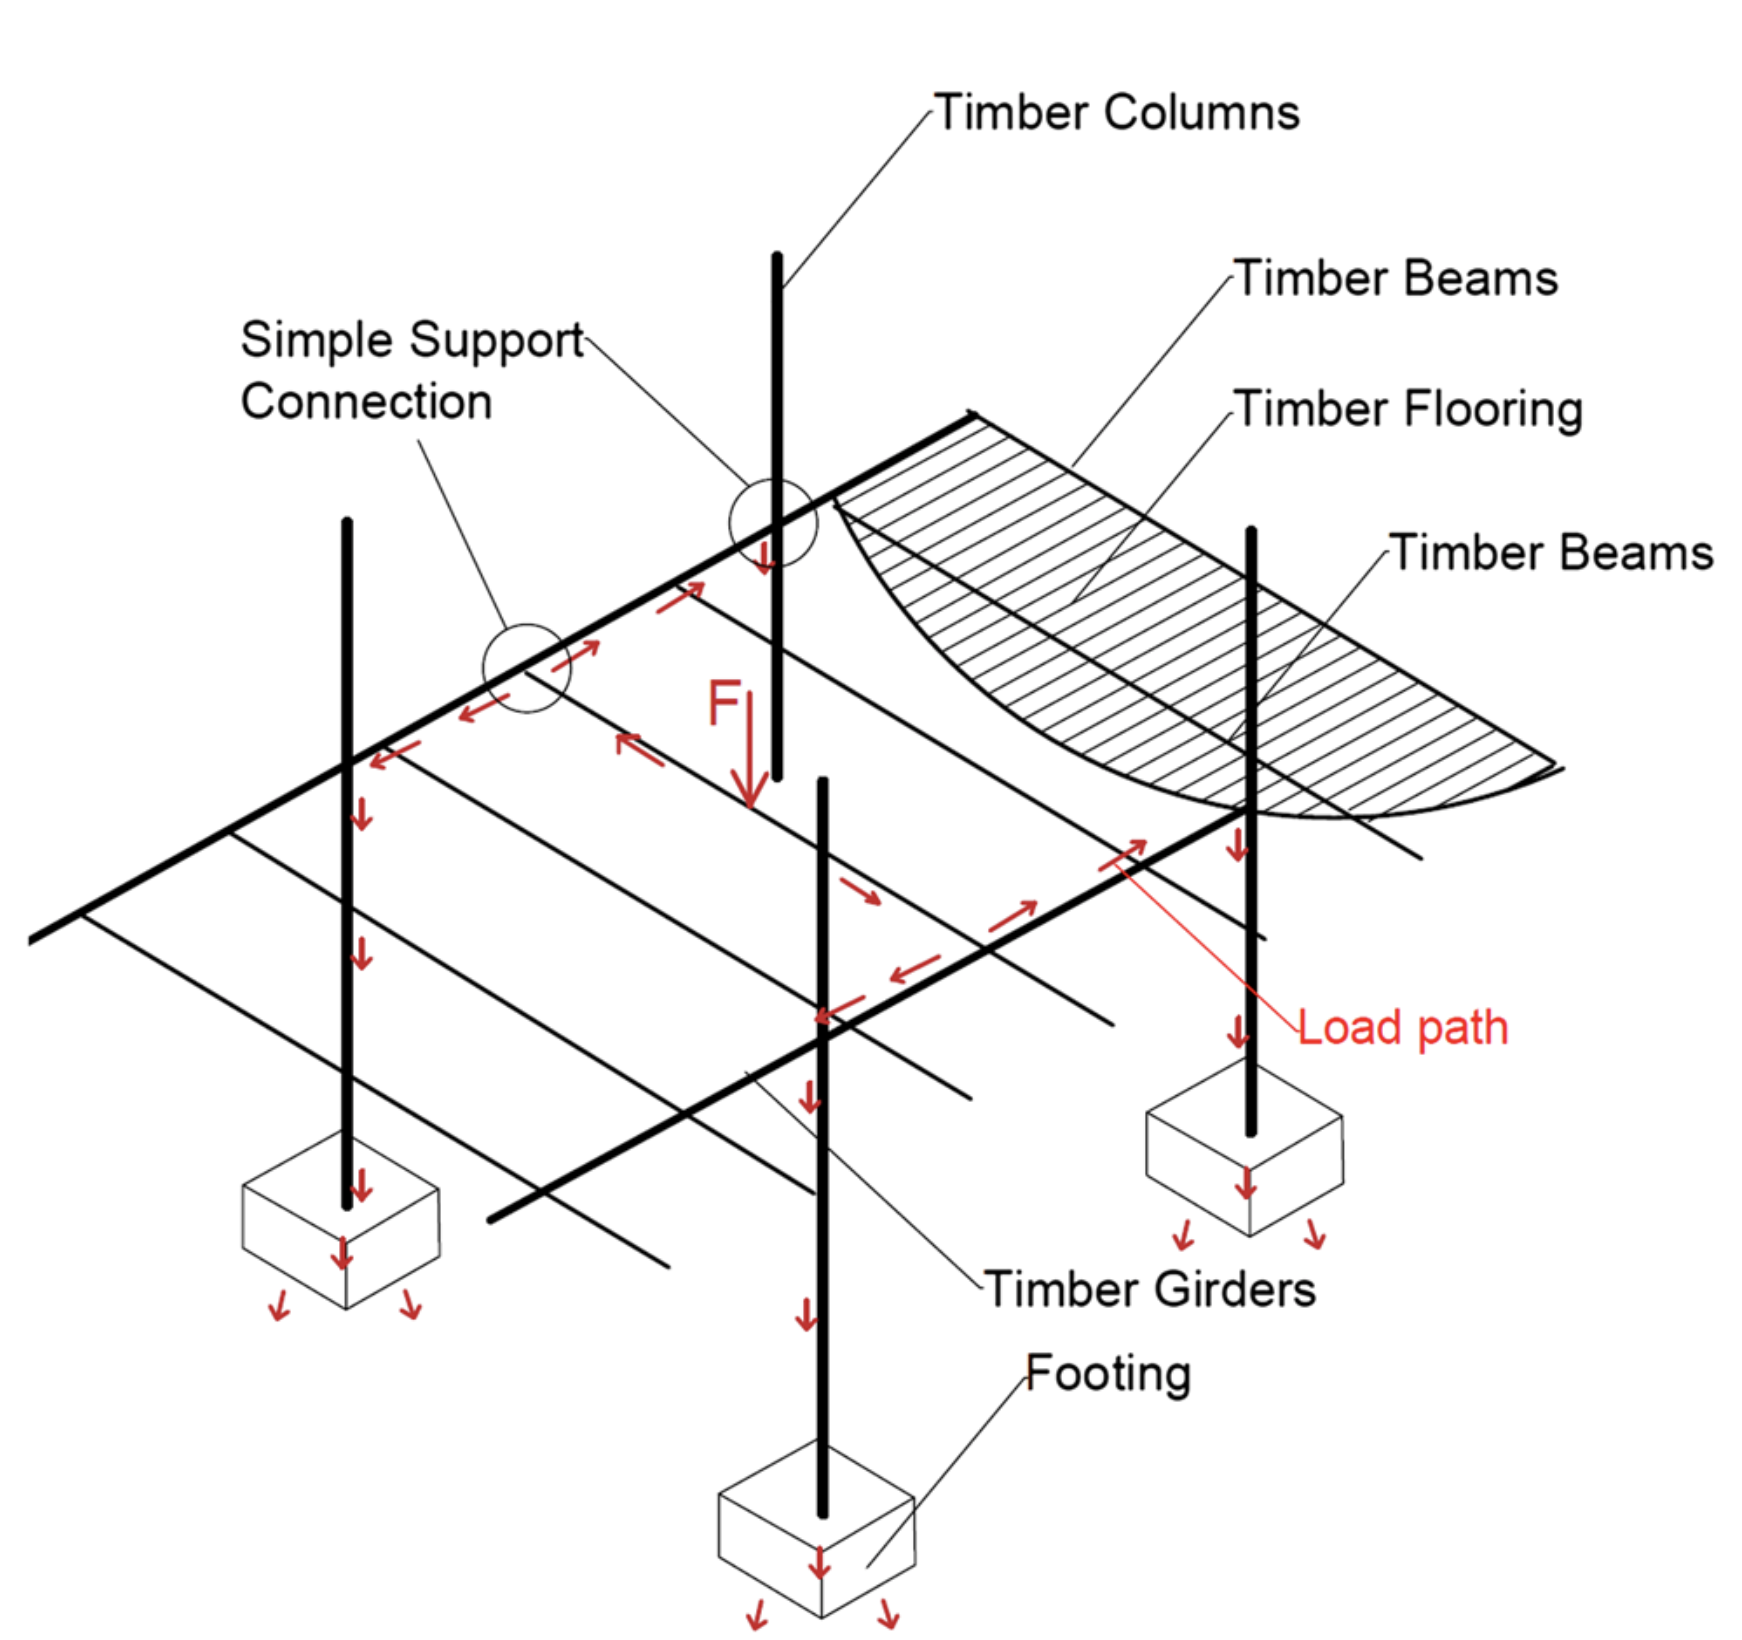 Timber Columns
Timber Beams
Simple Support
Connection
Timber Flooring
Timber Beams
F
Load path
Timber Girders
Footing